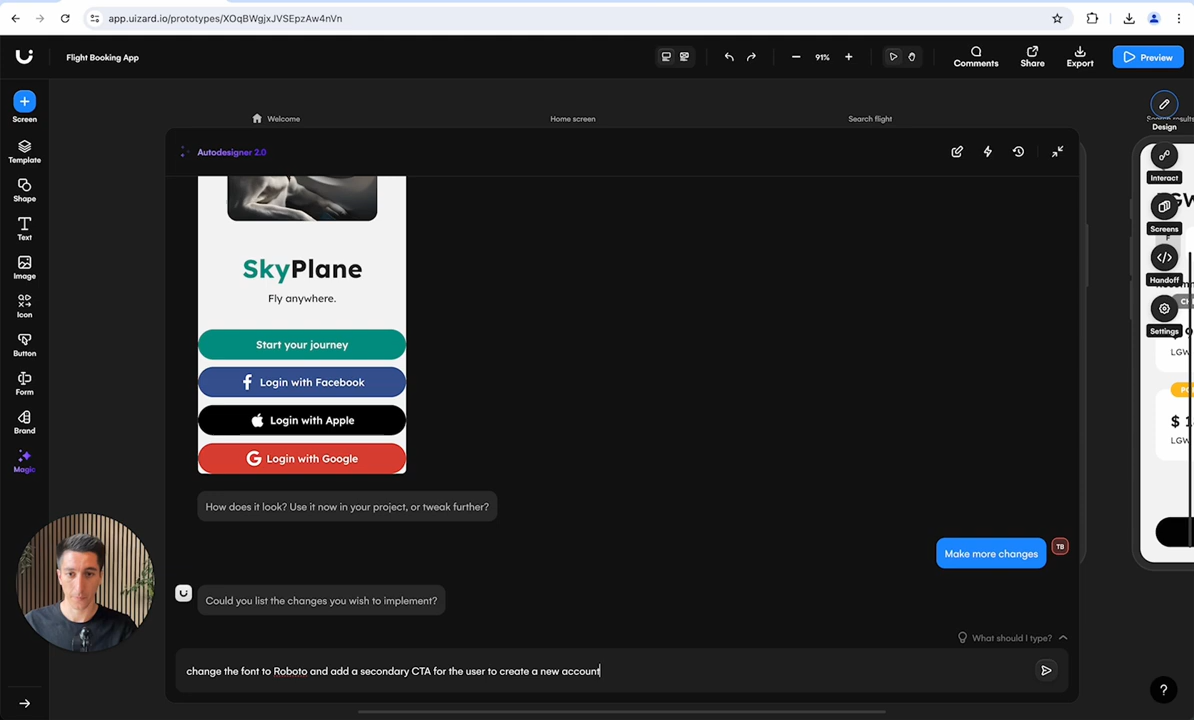 app.uizard.io/prototypes/XOqBWgjxJVSEpzAw4nVn
Flight Booking App
91%
Comments
Share
Export
Preview
Screen
Template
Shape
Text
Image
Icon
Button
Form
Brand
Magic
Welcome
Home screen
Search flight
Autodesigner 2.0
SkyPlane
Fly anywhere.
Start your journey
Login with Facebook
Login with Apple
Login with Google
How does it look? Use it now in your project, or tweak further?
Make more changes
TB
Could you list the changes you wish to implement?
What should I type?
change the font to Roboto and add a secondary CTA for the user to create a new account
Design
Interact
Screens
Handoff
Settings
LGW
$ 1
LGW
?